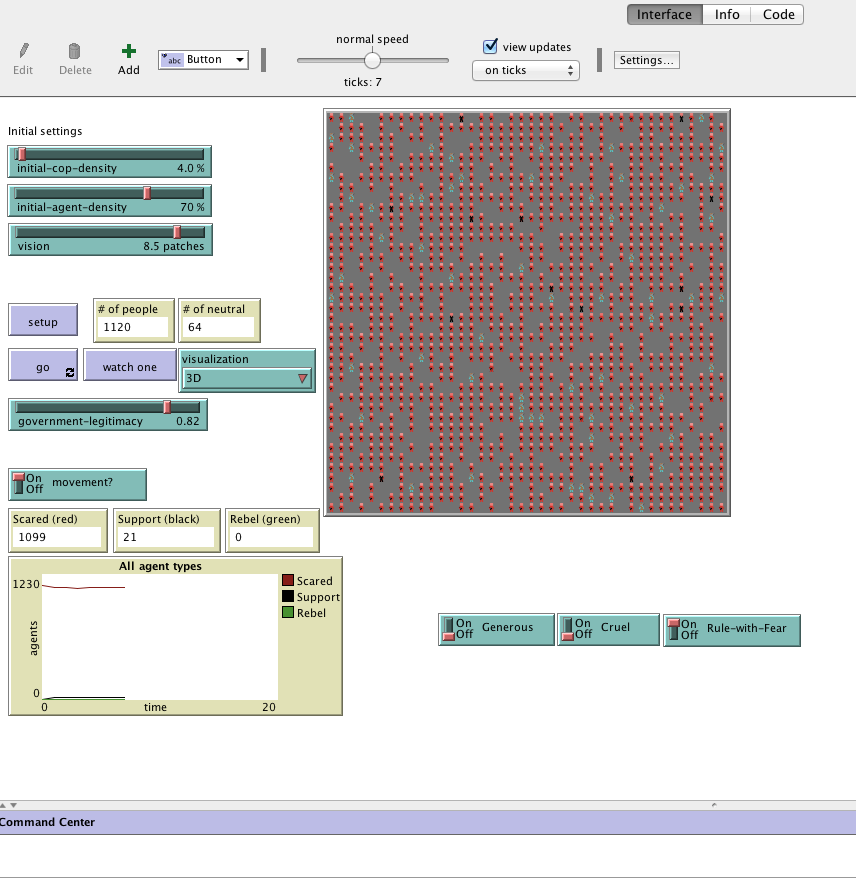 Interface Info Code
Edit Delete Add abc Button
normal speed
ticks: 7
view updates
on ticks
Settings...
Initial settings
initial-cop-density 4.0 %
initial-agent-density 70 %
vision 8.5 patches
setup
# of people
1120
# of neutral
64
go
watch one
visualization
3D
government-legitimacy 0.82
On
Off
movement?
Scared (red)
1099
Support (black)
21
Rebel (green)
0
All agent types
1230
agents
0
0 time 20
Scared
Support
Rebel
On
Off
Generous
On
Off
Cruel
On
Off
Rule-with-Fear
Command Center